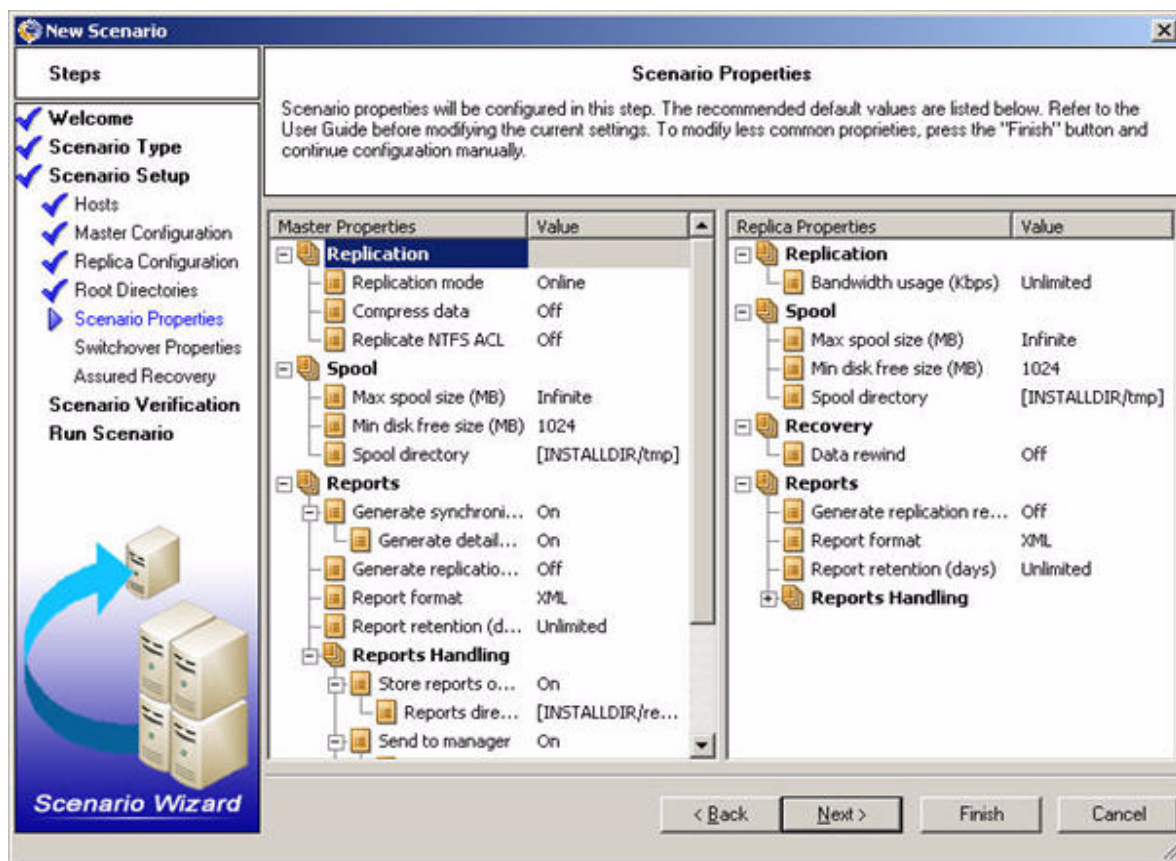 New Scenario
Steps
Welcome
Scenario Type
Scenario Setup
Hosts
Master Configuration
Replica Configuration
Root Directories
Scenario Properties
Switchover Properties
Assured Recovery
Scenario Verification
Run Scenario
Scenario Wizard
Scenario Properties
Scenario properties will be configured in this step. The recommended default values are listed below. Refer to the
User Guide before modifying the current settings. To modify less common proprieties, press the "Finish" button and
continue configuration manually.
Master Properties Value
Replication
Replication mode Online
Compress data Off
Replicate NTFS ACL Off
Spool
Max spool size (MB) Infinite
Min disk free size (MB) 1024
Spool directory [INSTALLDIR/tmp]
Reports
Generate synchroni... On
Generate detail... On
Generate replicatio... Off
Report format XML
Report retention (d... Unlimited
Reports Handling
Store reports o... On
Reports dire... [INSTALLDIR/re...
Send to manager On
Replica Properties Value
Replication
Bandwidth usage (Kbps) Unlimited
Spool
Max spool size (MB) Infinite
Min disk free size (MB) 1024
Spool directory [INSTALLDIR/tmp]
Recovery
Data rewind Off
Reports
Generate replication re... Off
Report format XML
Report retention (days) Unlimited
Reports Handling
< Back Next > Finish Cancel